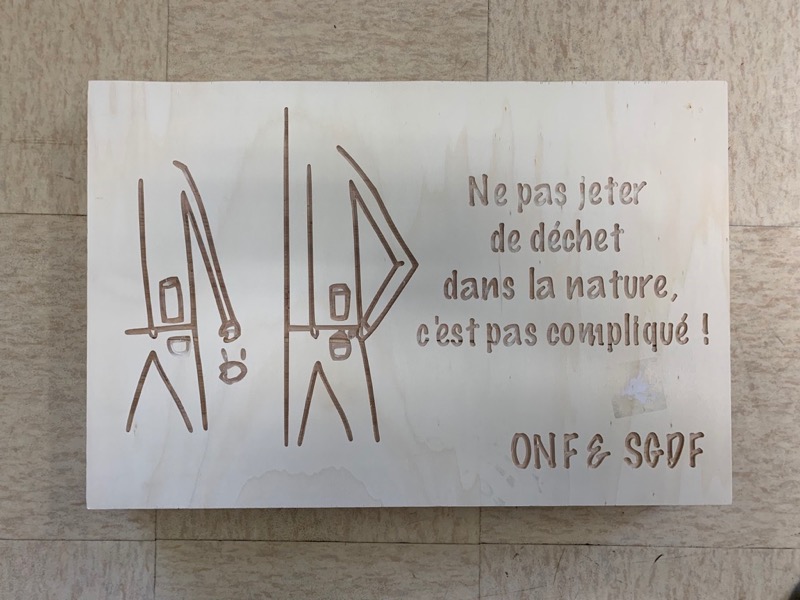 Ne pas jeter
de déchet
dans la nature,
c'est pas compliqué !
ONF & SGDF